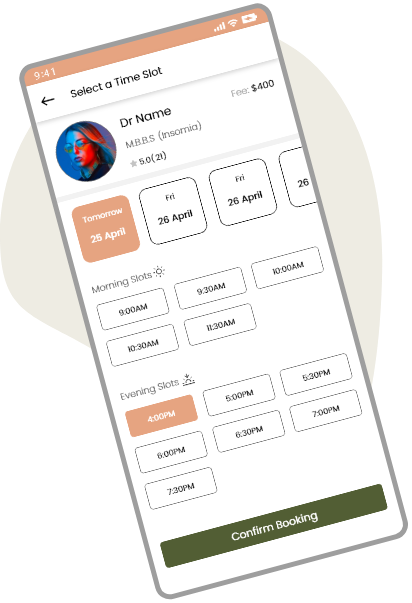 9:41
Select a Time Slot
Dr Name
Fee: $400
M.B.B.S (Insomia)
5.0(21)
Tomorrow
25 April
Fri
26 April
Fri
26 April
26
Morning Slots
9:00AM
9:30AM
10:00AM
10:30AM
11:30AM
Evening Slots
4:00PM
5:00PM
5:30PM
6:00PM
6:30PM
7:00PM
7:30PM
Confirm Booking